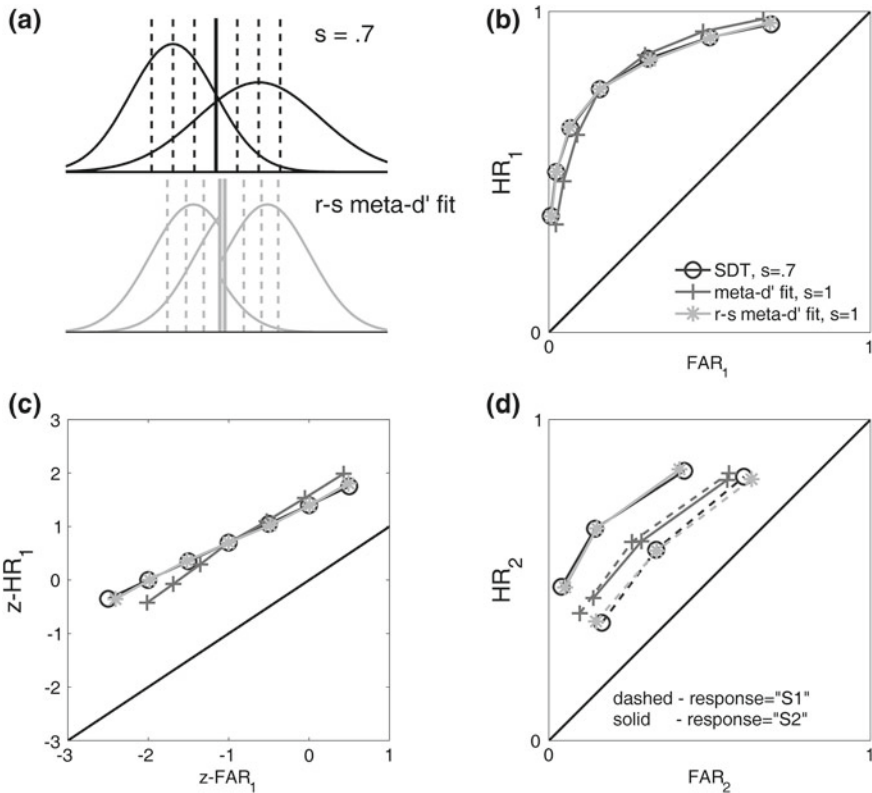 (a)
s = .7
r-s meta-d' fit
(b)
1
HR1
0
0
FAR1
1
SDT, s=.7
meta-d' fit, s=1
r-s meta-d' fit, s=1
(c)
3
2
1
0
-1
-2
-3
z-HR1
-3
-2
-1
0
1
z-FAR1
(d)
1
HR2
0
0
FAR2
1
dashed - response="S1"
solid - response="S2"